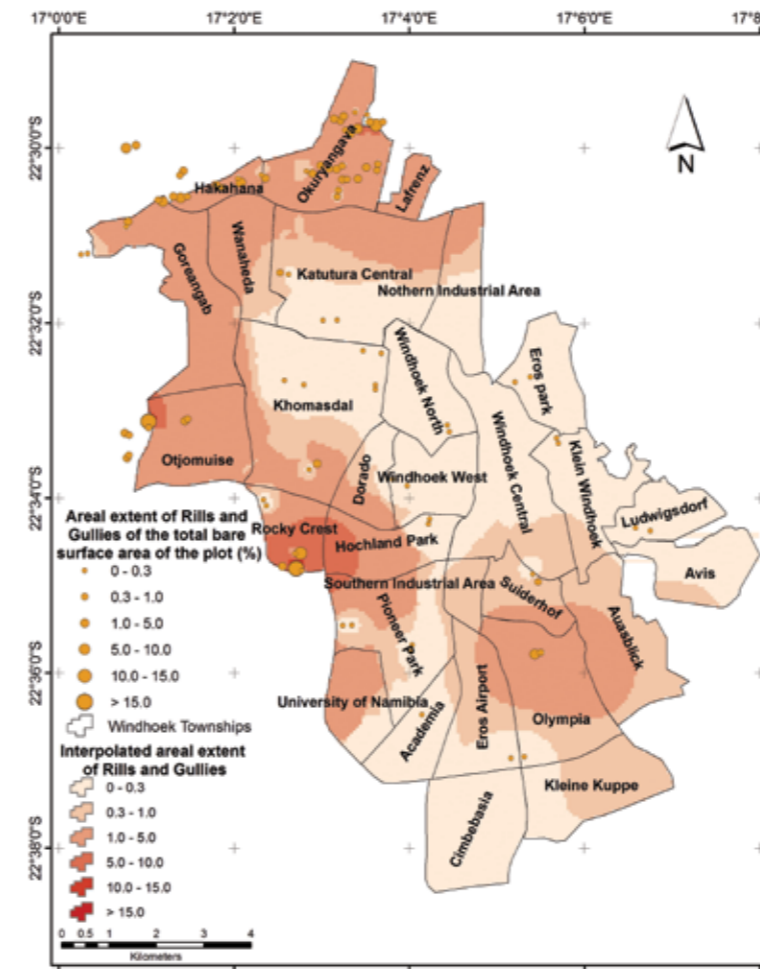 17°0'0"E 17°2'0"E 17°4'0"E 17°6'0"E 17°8
22°30'0"S
N
Okuryangava
Hakahana
Lafrenz
Wanaheda
Goreangab
Katutura Central
Nothern Industrial Area
22°32'0"S
Windhoek North
Eros park
Khomasdal
Windhoek Central
Klein Windhoek
Otjomuise
Dorado
Windhoek West
22°34'0"S
Ludwigsdorf
Rocky Crest
Hochland Park
Avis
Southern Industrial Area
Suiderhof
Pioneer Park
Auasblick
22°36'0"S
University of Namibia
Academia
Eros Airport
Olympia
Kleine Kuppe
Cimbebasia
22°38'0"S
Areal extent of Rills and
Gullies of the total bare
surface area of the plot (%)
0 - 0.3
0.3 - 1.0
1.0 - 5.0
5.0 - 10.0
10.0 - 15.0
> 15.0
Windhoek Townships
Interpolated areal extent
of Rills and Gullies
0 - 0.3
0.3 - 1.0
1.0 - 5.0
5.0 - 10.0
10.0 - 15.0
> 15.0
0 0.5 1 2 3 4
Kilometers